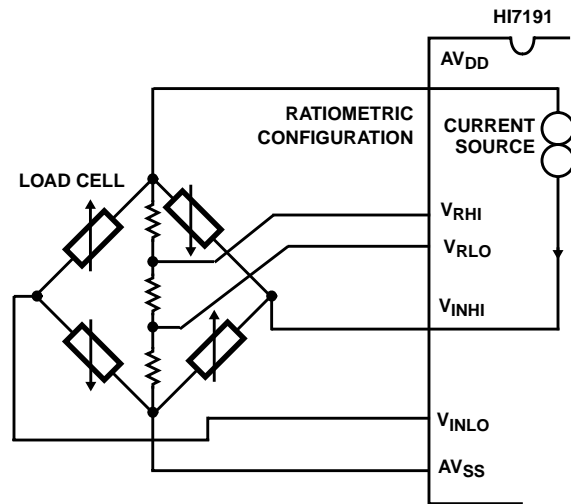 HI7191
AVDD
RATIOMETRIC
CONFIGURATION
CURRENT
SOURCE
LOAD CELL
VRHI
VRLO
VINHI
VINLO
AVSS